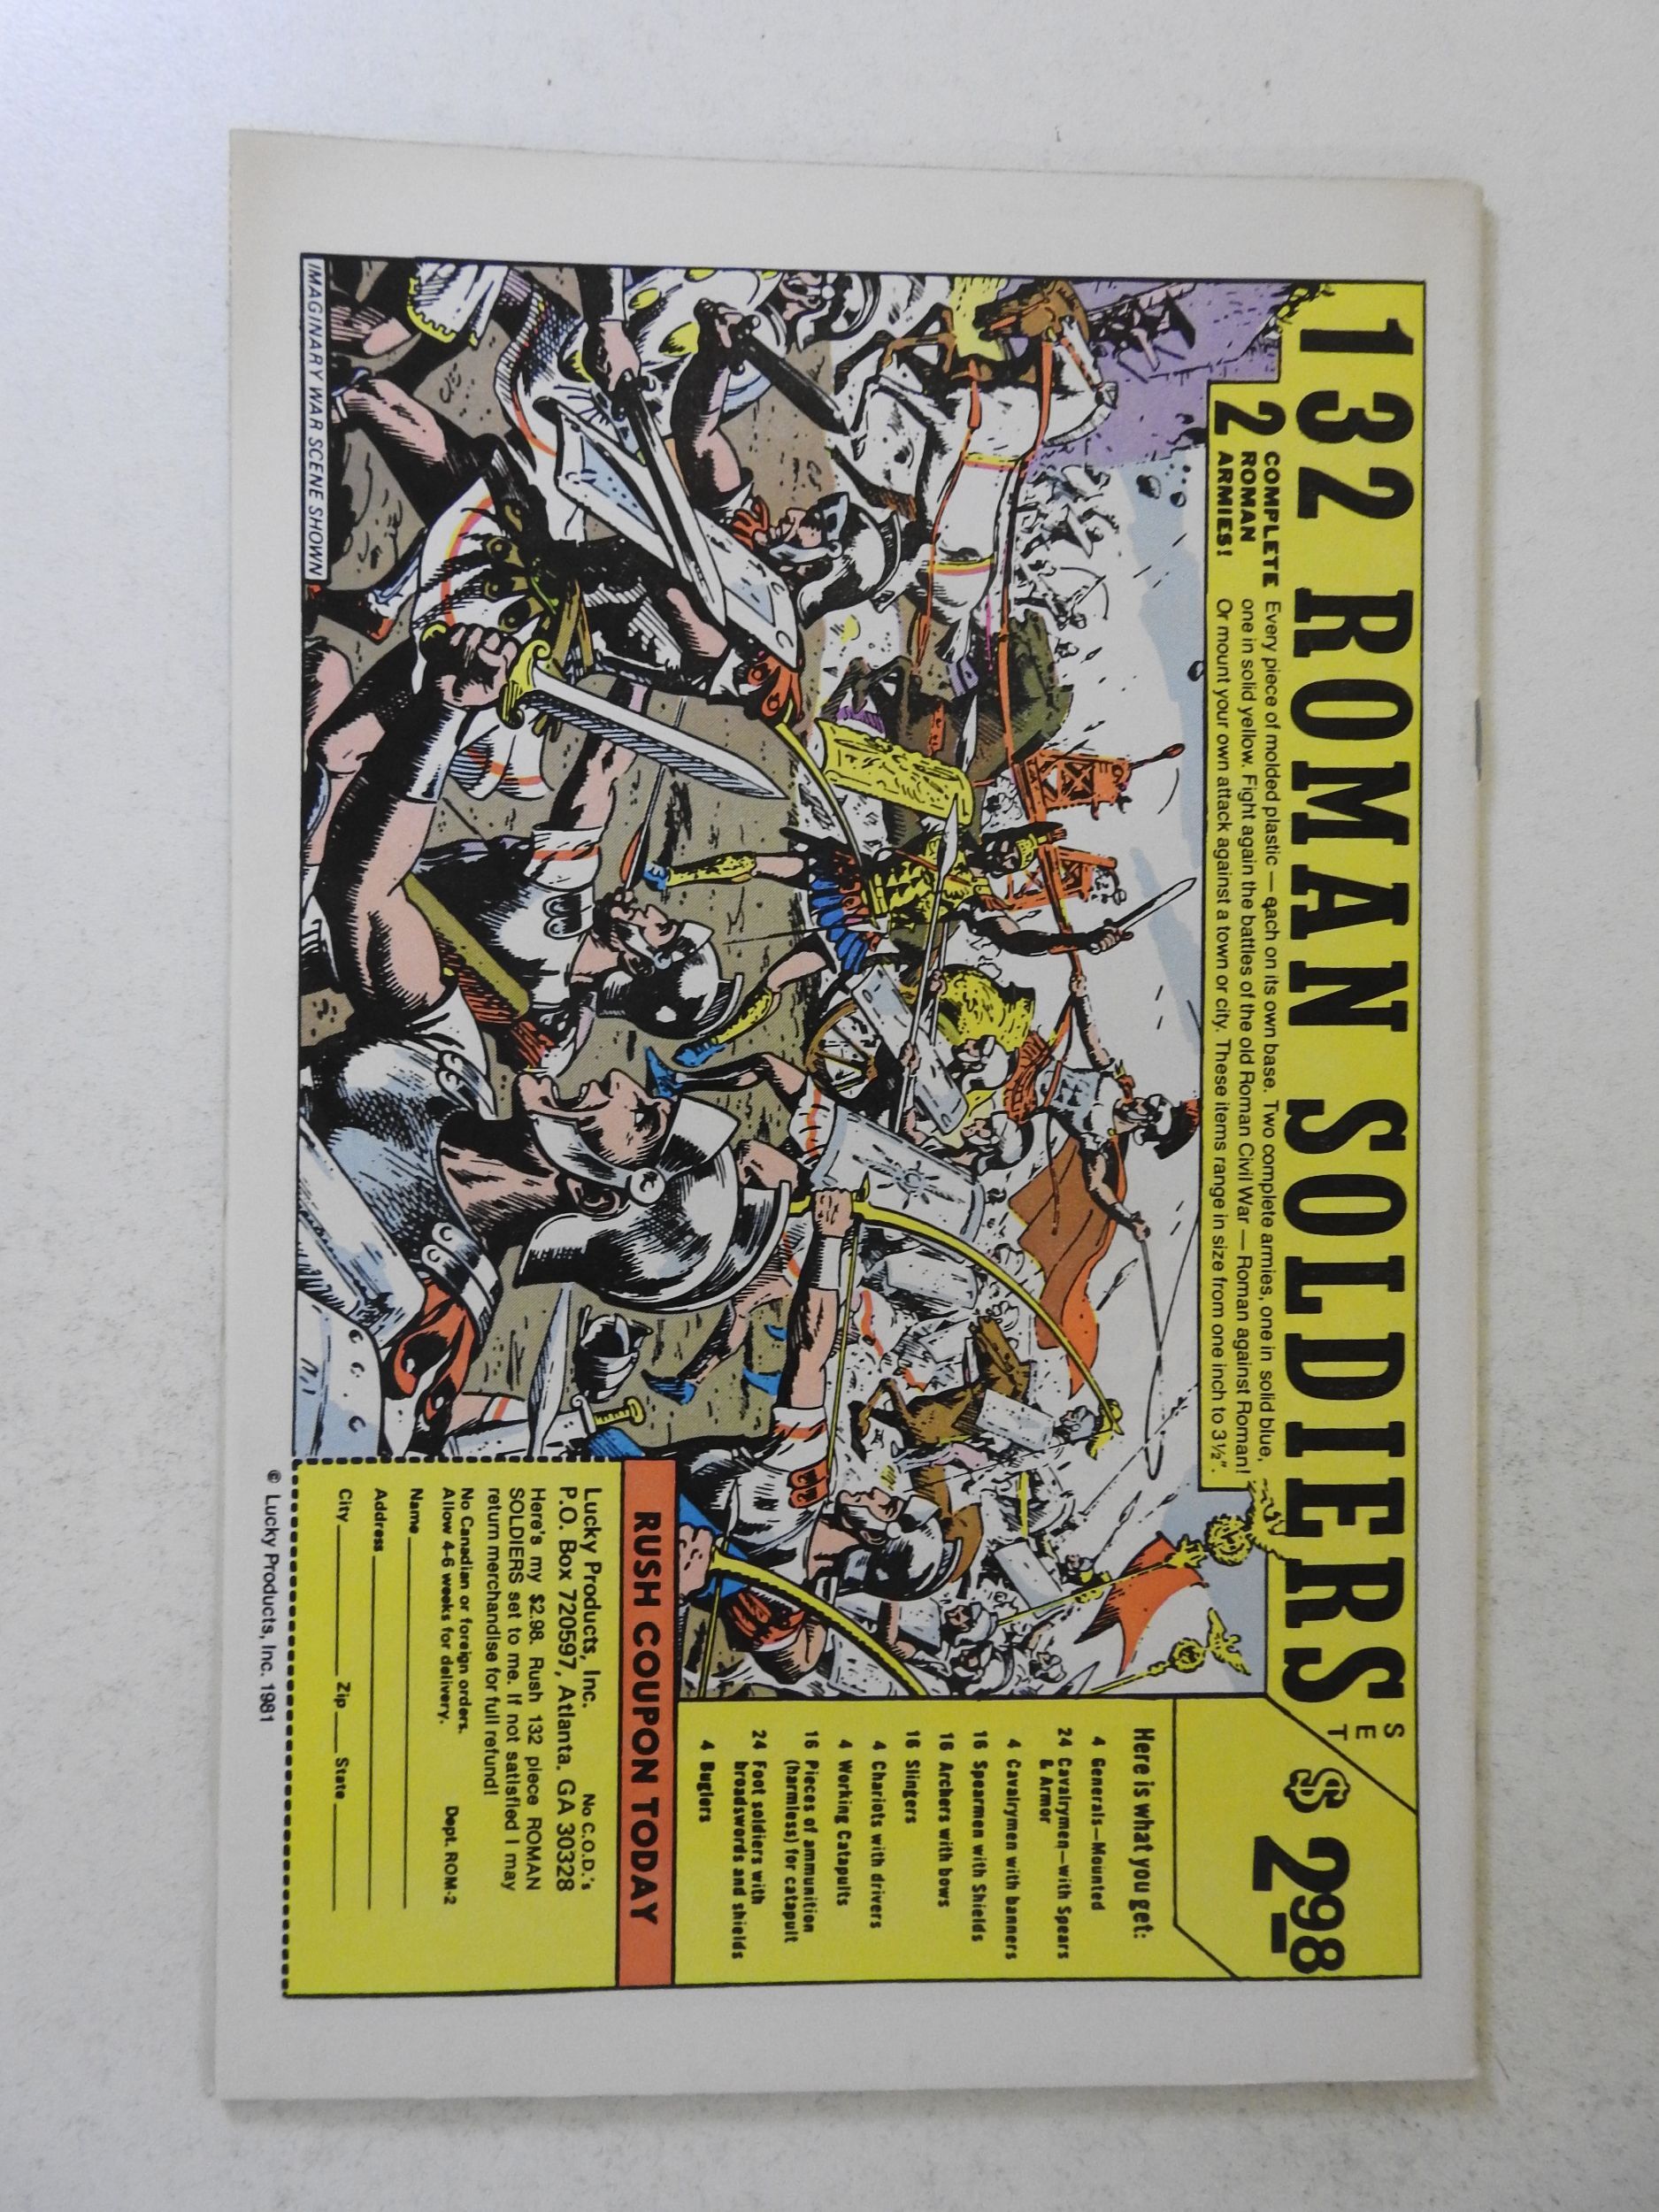 132 ROMAN SOLDIERS
SET
$2.98
2 COMPLETE
ROMAN
ARMIES!
Every piece of molded plastic — each on its own base. Two complete armies, one in solid blue,
one in solid yellow. Fight again the battles of the old Roman Civil War — Roman against Roman!
Or mount your own attack against a town or city. These items range in size from one inch to 3½".
Here is what you get:
4 Generals—Mounted
24 Cavalrymen—with Spears
& Armor
4 Cavalrymen with banners
16 Spearmen with Shields
16 Archers with bows
16 Slingers
4 Chariots with drivers
4 Working Catapults
16 Pieces of ammunition
(harmless) for catapult
24 Foot soldiers with
broadswords and shields
4 Buglers
RUSH COUPON TODAY
Lucky Products, Inc. No C.O.D.'s
P.O. Box 720597, Atlanta, GA 30328
Here's my $2.98. Rush 132 piece ROMAN
SOLDIERS set to me. If not satisfied I may
return merchandise for full refund!
No Canadian or foreign orders.
Allow 4-6 weeks for delivery. Dept. ROM-2
Name
Address
City Zip State
IMAGINARY WAR SCENE SHOWN
© Lucky Products, Inc. 1981